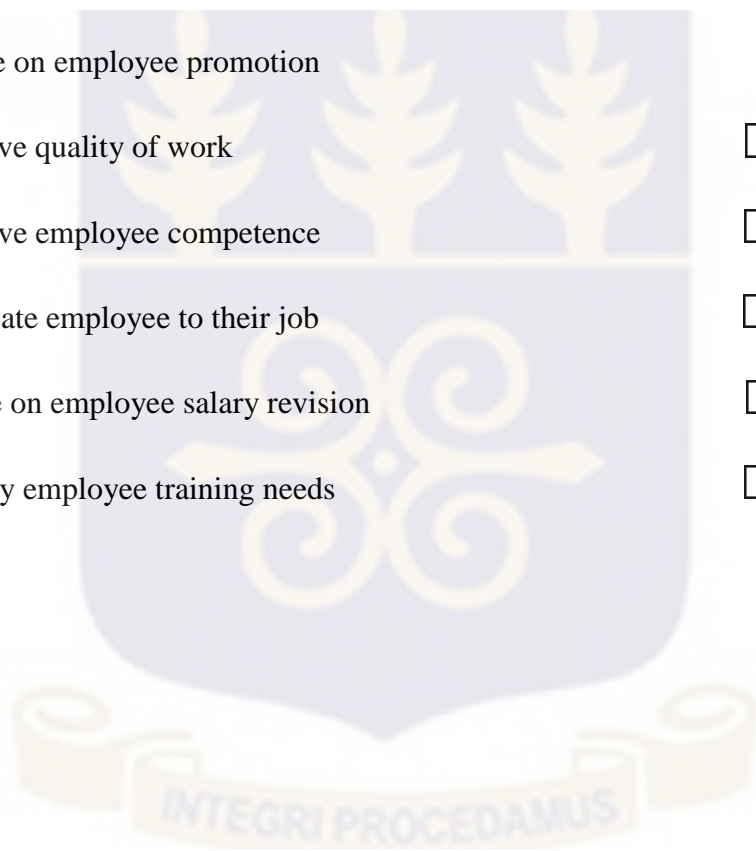 e on employee promotion
ve quality of work
ve employee competence
ate employee to their job
e on employee salary revision
y employee training needs
INTEGRI PROCEDAMUS